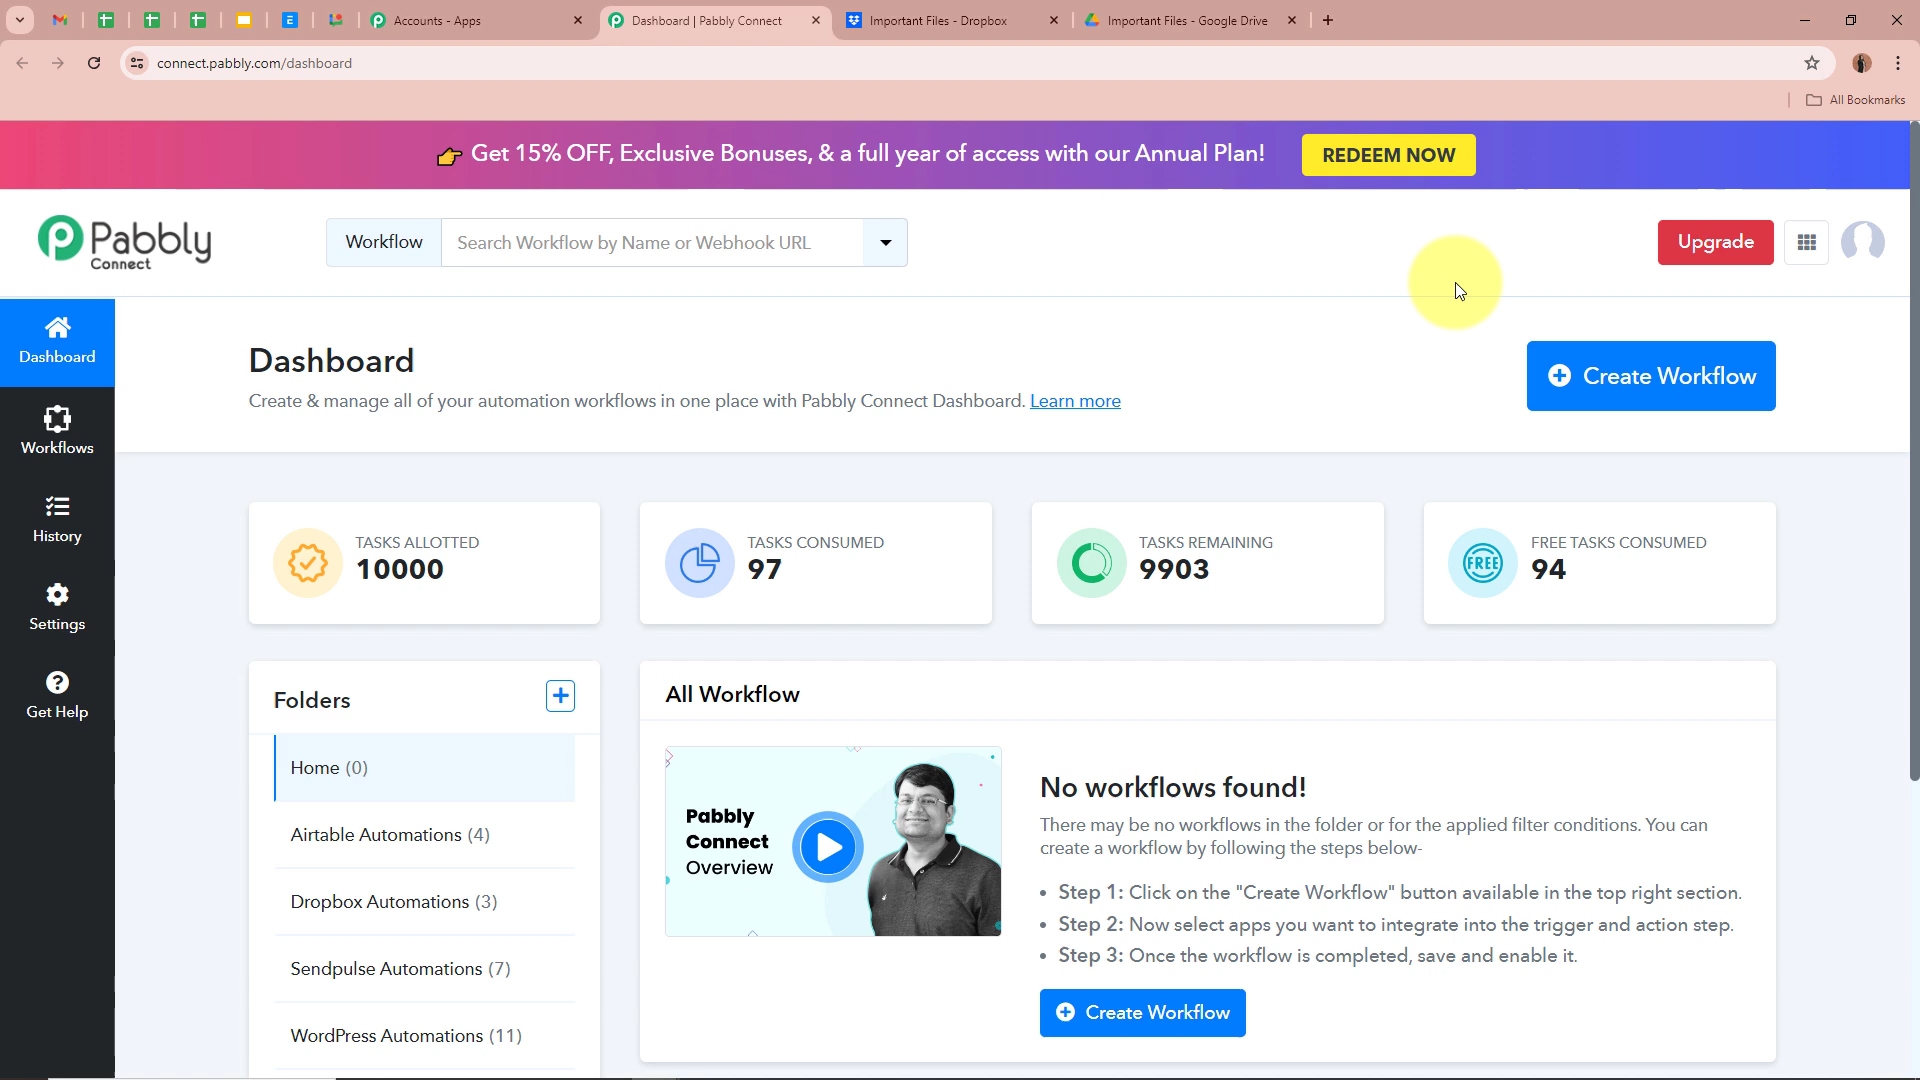 Accounts - Apps
Dashboard | Pabbly Connect
Important Files - Dropbox
Important Files - Google Drive
connect.pabbly.com/dashboard
All Bookmarks
👉 Get 15% OFF, Exclusive Bonuses, & a full year of access with our Annual Plan!
REDEEM NOW
Pabbly
Connect
Workflow
Search Workflow by Name or Webhook URL
Upgrade
Dashboard
Workflows
History
Settings
Get Help
Dashboard
Create & manage all of your automation workflows in one place with Pabbly Connect Dashboard. Learn more
Create Workflow
TASKS ALLOTTED
10000
TASKS CONSUMED
97
TASKS REMAINING
9903
FREE
FREE TASKS CONSUMED
94
Folders
Home (0)
Airtable Automations (4)
Dropbox Automations (3)
Sendpulse Automations (7)
WordPress Automations (11)
All Workflow
Pabbly
Connect
Overview
No workflows found!
There may be no workflows in the folder or for the applied filter conditions. You can
create a workflow by following the steps below-
• Step 1: Click on the "Create Workflow" button available in the top right section.
• Step 2: Now select apps you want to integrate into the trigger and action step.
• Step 3: Once the workflow is completed, save and enable it.
Create Workflow